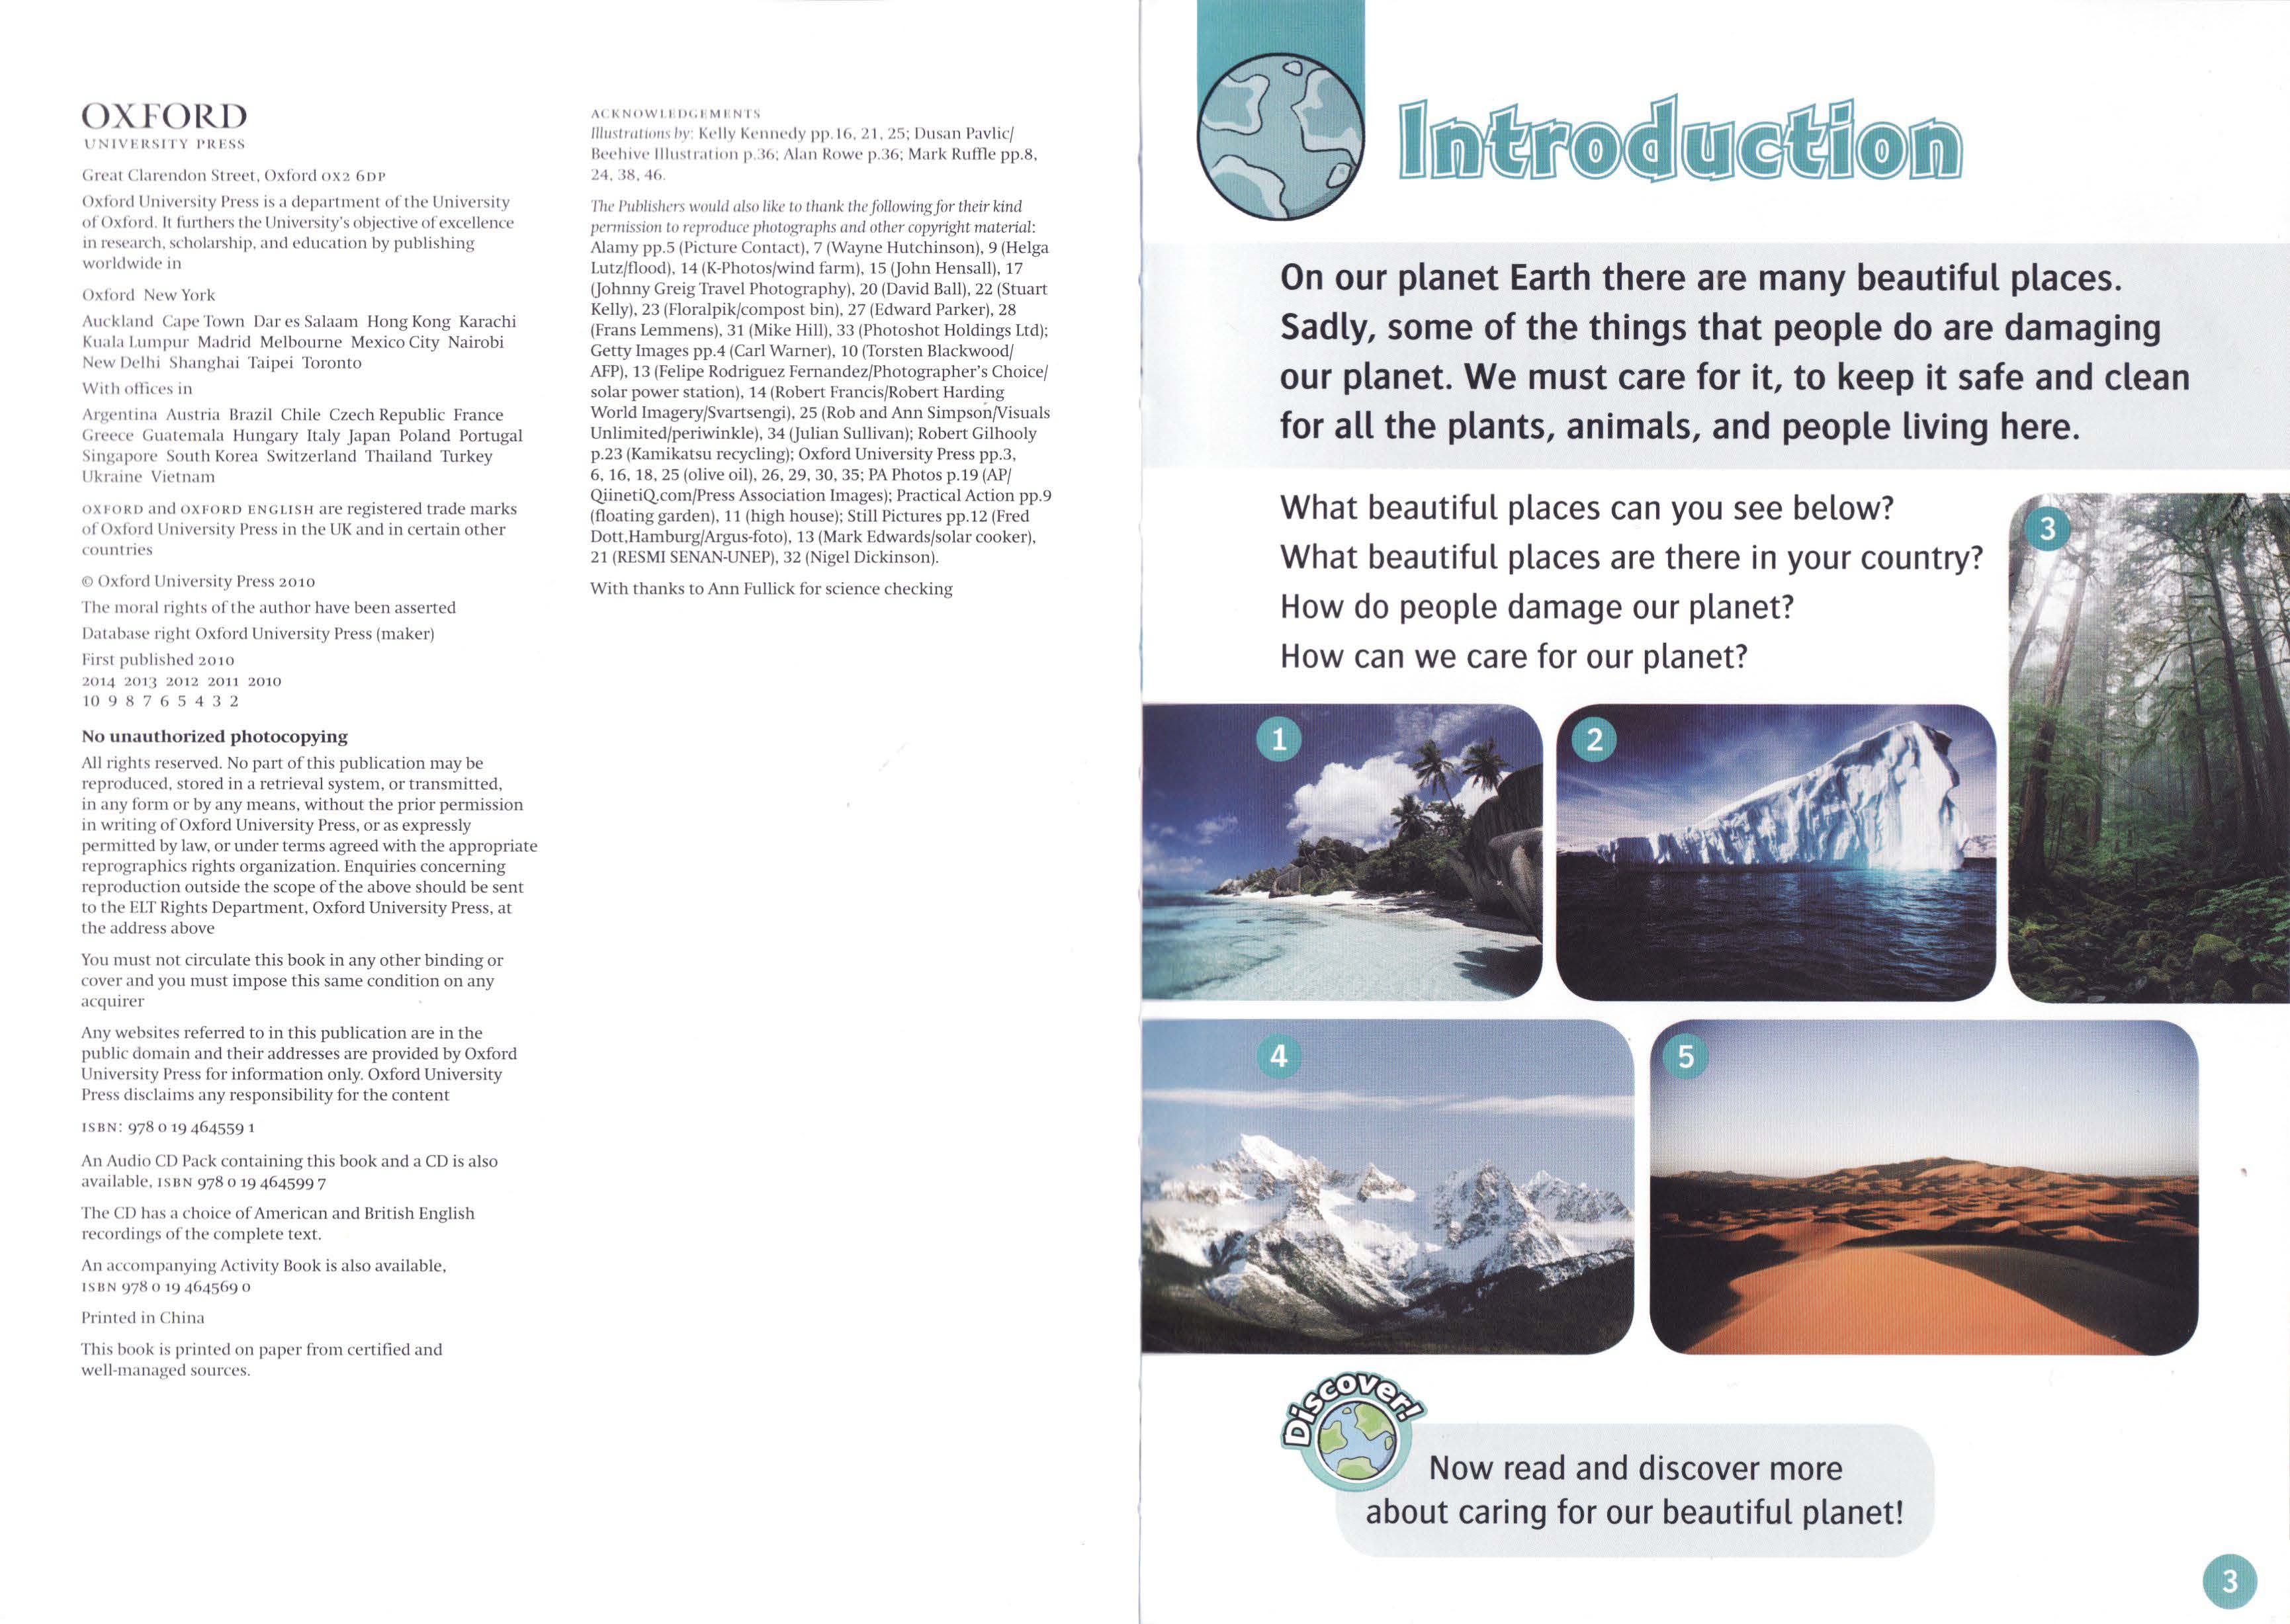 OXFORD
UNIVERSITY PRESS
Great Clarendon Street, Oxford OX2 6DP
Oxford University Press is a department of the University
of Oxford. It furthers the University's objective of excellence
in research, scholarship, and education by publishing
worldwide in
Oxford New York
Auckland Cape Town Dar es Salaam Hong Kong Karachi
Kuala Lumpur Madrid Melbourne Mexico City Nairobi
New Delhi Shanghai Taipei Toronto
With offices in
Argentina Austria Brazil Chile Czech Republic France
Greece Guatemala Hungary Italy Japan Poland Portugal
Singapore South Korea Switzerland Thailand Turkey
Ukraine Vietnam
OXFORD and OXFORD ENGLISH are registered trade marks
of Oxford University Press in the UK and in certain other
countries
© Oxford University Press 2010
The moral rights of the author have been asserted
Database right Oxford University Press (maker)
First published 2010
2014 2013 2012 2011 2010
10 9 8 7 6 5 4 3 2
No unauthorized photocopying
All rights reserved. No part of this publication may be
reproduced, stored in a retrieval system, or transmitted,
in any form or by any means, without the prior permission
in writing of Oxford University Press, or as expressly
permitted by law, or under terms agreed with the appropriate
reprographics rights organization. Enquiries concerning
reproduction outside the scope of the above should be sent
to the ELT Rights Department, Oxford University Press, at
the address above
You must not circulate this book in any other binding or
cover and you must impose this same condition on any
acquirer
Any websites referred to in this publication are in the
public domain and their addresses are provided by Oxford
University Press for information only. Oxford University
Press disclaims any responsibility for the content
ISBN: 978 0 19 464559 1
An Audio CD Pack containing this book and a CD is also
available, ISBN 978 0 19 464599 7
The CD has a choice of American and British English
recordings of the complete text.
An accompanying Activity Book is also available,
ISBN 978 0 19 464569 0
Printed in China
This book is printed on paper from certified and
well-managed sources.
ACKNOWLEDGEMENTS
Illustrations by: Kelly Kennedy pp.16, 21, 25; Dusan Pavlic/
Beehive Illustration p.36; Alan Rowe p.36; Mark Ruffle pp.8,
24, 38, 46.
The Publishers would also like to thank the following for their kind
permission to reproduce photographs and other copyright material:
Alamy pp.5 (Picture Contact), 7 (Wayne Hutchinson), 9 (Helga
Lutz/flood), 14 (K-Photos/wind farm), 15 (John Hensall), 17
(Johnny Greig Travel Photography), 20 (David Ball), 22 (Stuart
Kelly), 23 (Floralpik/compost bin), 27 (Edward Parker), 28
(Frans Lemmens), 31 (Mike Hill), 33 (Photoshot Holdings Ltd);
Getty Images pp.4 (Carl Warner), 10 (Torsten Blackwood/
AFP), 13 (Felipe Rodriguez Fernandez/Photographer's Choice/
solar power station), 14 (Robert Francis/Robert Harding
World Imagery/Svartsengi), 25 (Rob and Ann Simpson/Visuals
Unlimited/periwinkle), 34 (Julian Sullivan); Robert Gilhooly
p.23 (Kamikatsu recycling); Oxford University Press pp.3,
6, 16, 18, 25 (olive oil), 26, 29, 30, 35; PA Photos p.19 (AP/
QiinetiQ.com/Press Association Images); Practical Action pp.9
(floating garden), 11 (high house); Still Pictures pp.12 (Fred
Dott,Hamburg/Argus-foto), 13 (Mark Edwards/solar cooker),
21 (RESMI SENAN-UNEP), 32 (Nigel Dickinson).
With thanks to Ann Fullick for science checking
Introduction
On our planet Earth there are many beautiful places.
Sadly, some of the things that people do are damaging
our planet. We must care for it, to keep it safe and clean
for all the plants, animals, and people living here.
What beautiful places can you see below?
What beautiful places are there in your country?
How do people damage our planet?
How can we care for our planet?
1
2
3
4
5
Discover!
Now read and discover more
about caring for our beautiful planet!
3